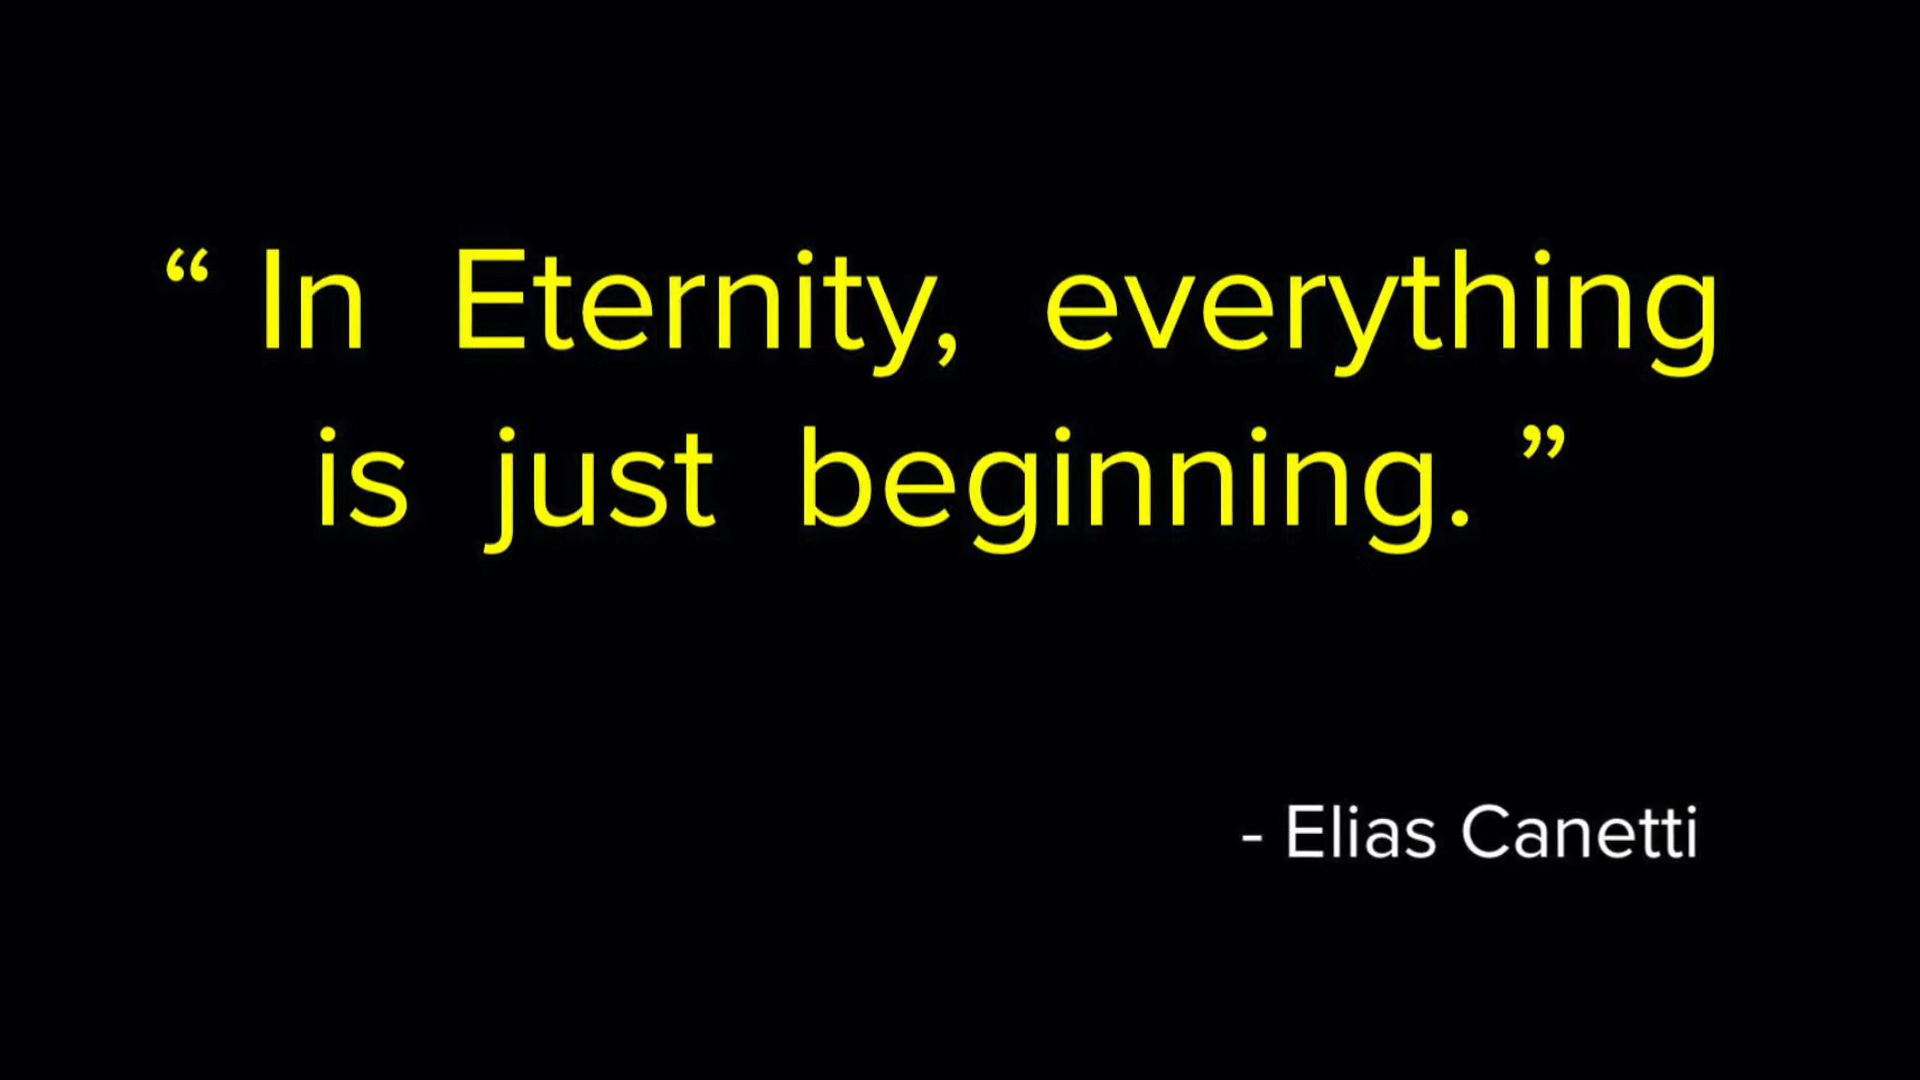 “ In Eternity, everything
is just beginning. ”
- Elias Canetti